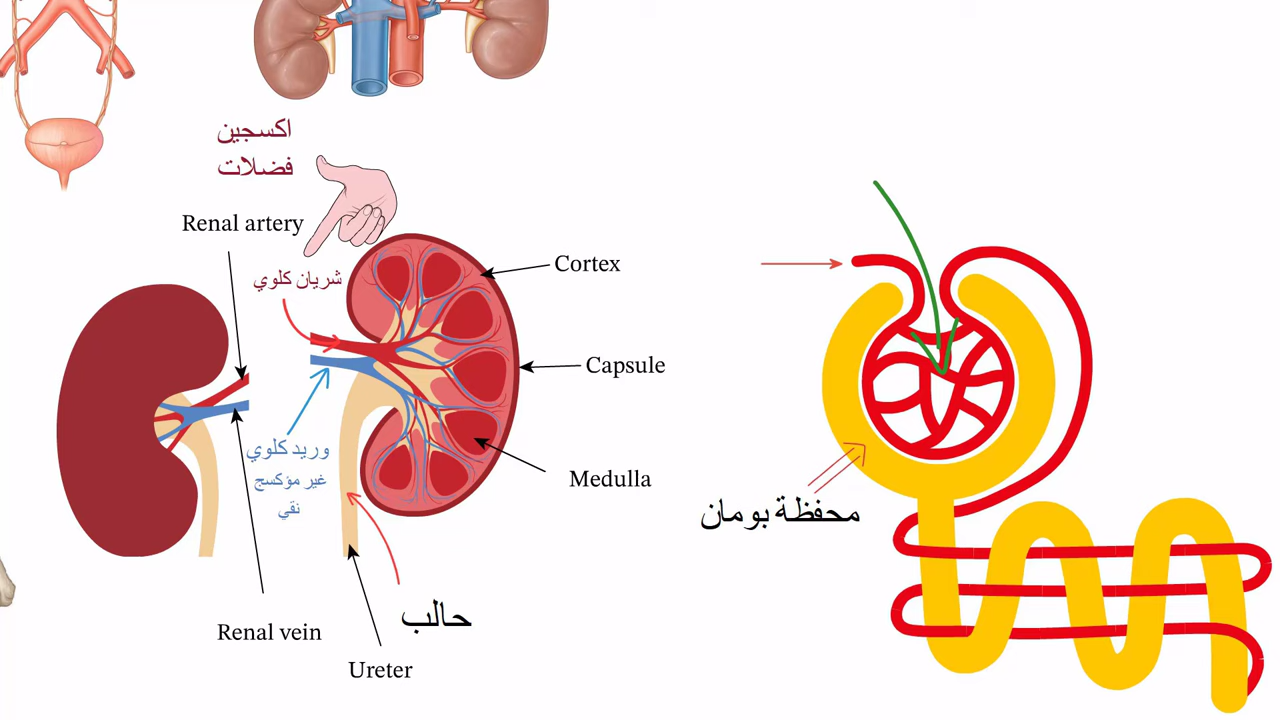 اكسجين
فضلات
Renal artery
شريان كلوي
Cortex
Capsule
وريد كلوي
غير مؤكسج
نقي
Medulla
محفظة بومان
حالب
Renal vein
Ureter